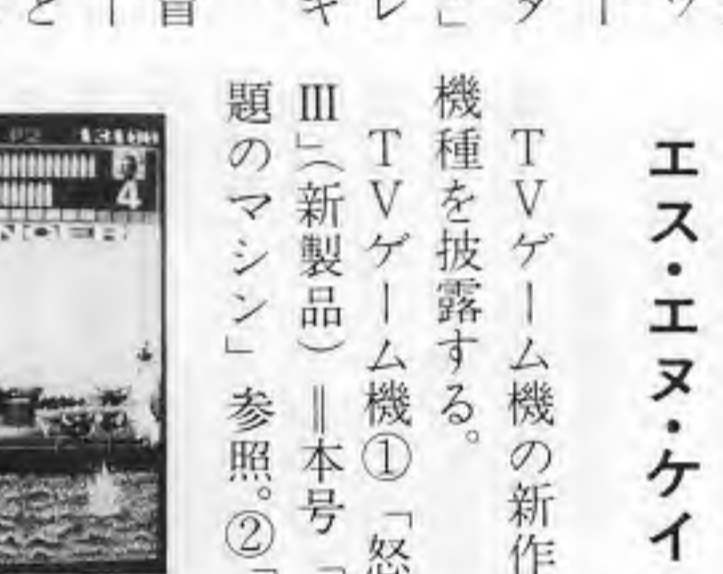 エス・エヌ・ケイ
TVゲーム機の新作
機種を披露する。
TVゲーム機①「怒
III」(新製品)＝本号「
題のマシン」参照。②「
4